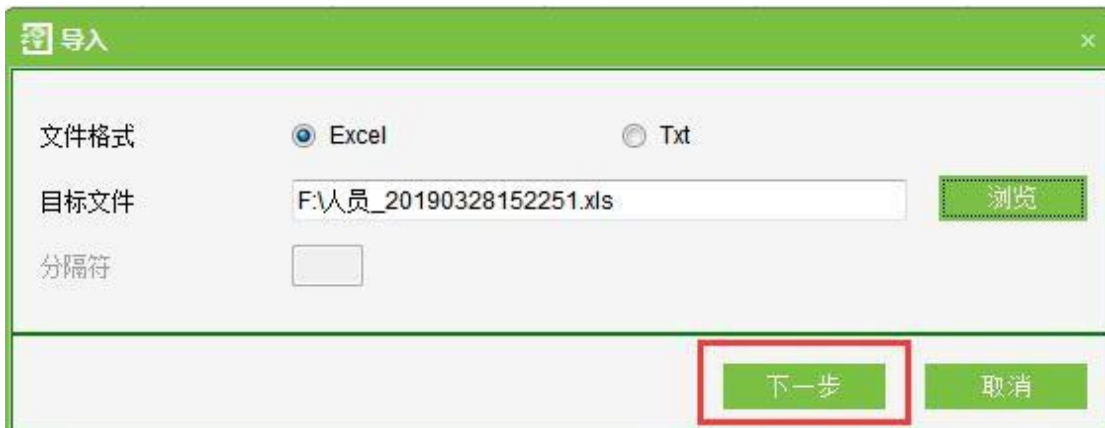 导入
文件格式 Excel Txt
目标文件 F:\人员_20190328152251.xls 浏览
分隔符
下一步 取消